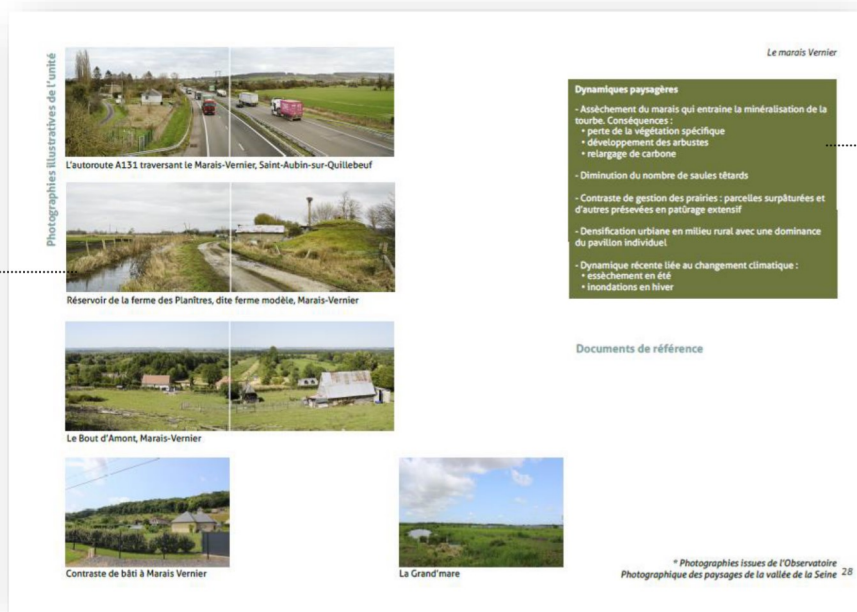 Le marais Vernier
Photographies illustratives de l'unité
L'autoroute A131 traversant le Marais-Vernier, Saint-Aubin-sur-Quillebeuf
Réservoir de la ferme des Planîtres, dite ferme modèle, Marais-Vernier
Le Bout d'Amont, Marais-Vernier
Contraste de bâti à Marais Vernier
La Grand'mare
Dynamiques paysagères
- Assèchement du marais qui entraine la minéralisation de la
tourbe. Conséquences :
• perte de la végétation spécifique
• développement des arbustes
• relargage de carbone
- Diminution du nombre de saules têtards
- Contraste de gestion des prairies : parcelles surpâturées et
d'autres présevées en patûrage extensif
- Densification urbiane en milieu rural avec une dominance
du pavillon individuel
- Dynamique récente liée au changement climatique :
• essèchement en été
• inondations en hiver
Documents de référence
* Photographies issues de l'Observatoire
Photographique des paysages de la vallée de la Seine
28